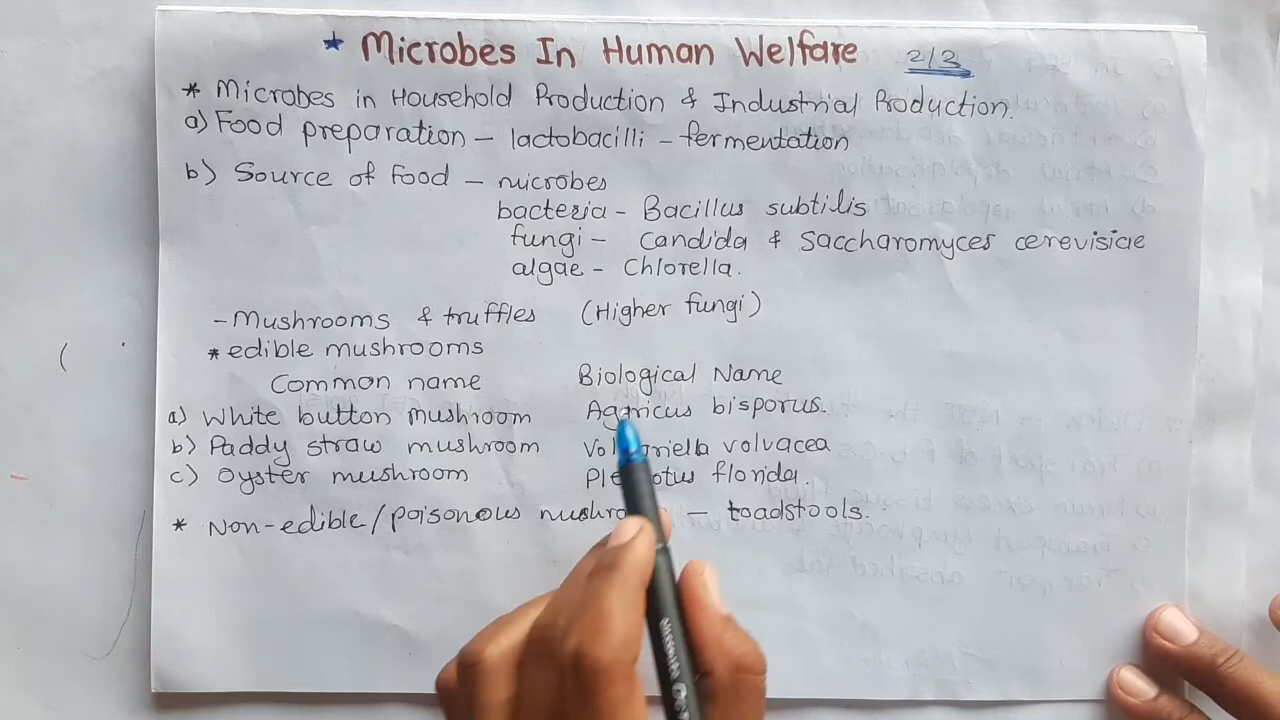 * Microbes In Human Welfare 2/3
* Microbes in Household Production & Industrial Production.
a) Food preparation - lactobacilli - fermentation
b) Source of food - microbes
bacteria - Bacillus subtilis
fungi - Candida & Saccharomyces cerevisiae
algae - Chlorella.
- Mushrooms & truffles (Higher fungi)
* edible mushrooms
Common name Biological Name
a) White button mushroom Agaricus bisporus.
b) Paddy straw mushroom volvacea
c) Oyster mushroom florida.
* Non-edible/poisonous - toadstools.